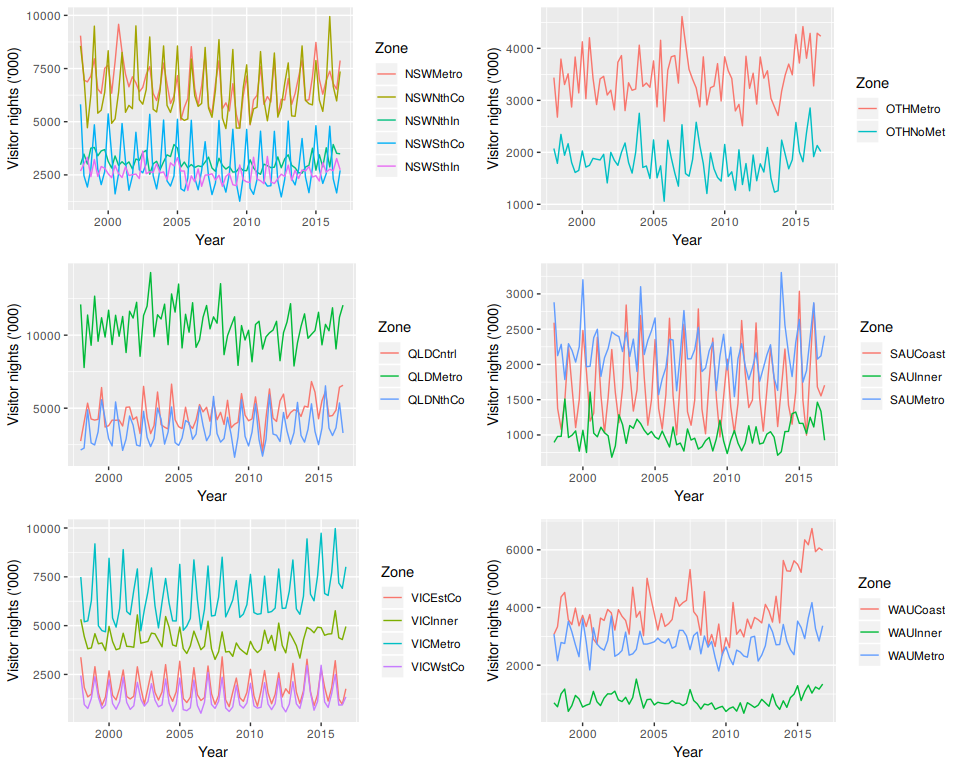 Visitor nights ('000)
10000
7500
5000
2500
2000
2005
2010
2015
Year
Zone
NSWMetro
NSWNthCo
NSWNthIn
NSWSthCo
NSWSthIn
Visitor nights ('000)
4000
3000
2000
1000
2000
2005
2010
2015
Year
Zone
OTHMetro
OTHNoMet
Visitor nights ('000)
10000
5000
2000
2005
2010
2015
Year
Zone
QLDCntrl
QLDMetro
QLDNthCo
Visitor nights ('000)
3000
2500
2000
1500
1000
2000
2005
2010
2015
Year
Zone
SAUCoast
SAUInner
SAUMetro
Visitor nights ('000)
10000
7500
5000
2500
2000
2005
2010
2015
Year
Zone
VICEstCo
VICInner
VICMetro
VICWstCo
Visitor nights ('000)
6000
4000
2000
2000
2005
2010
2015
Year
Zone
WAUCoast
WAUInner
WAUMetro